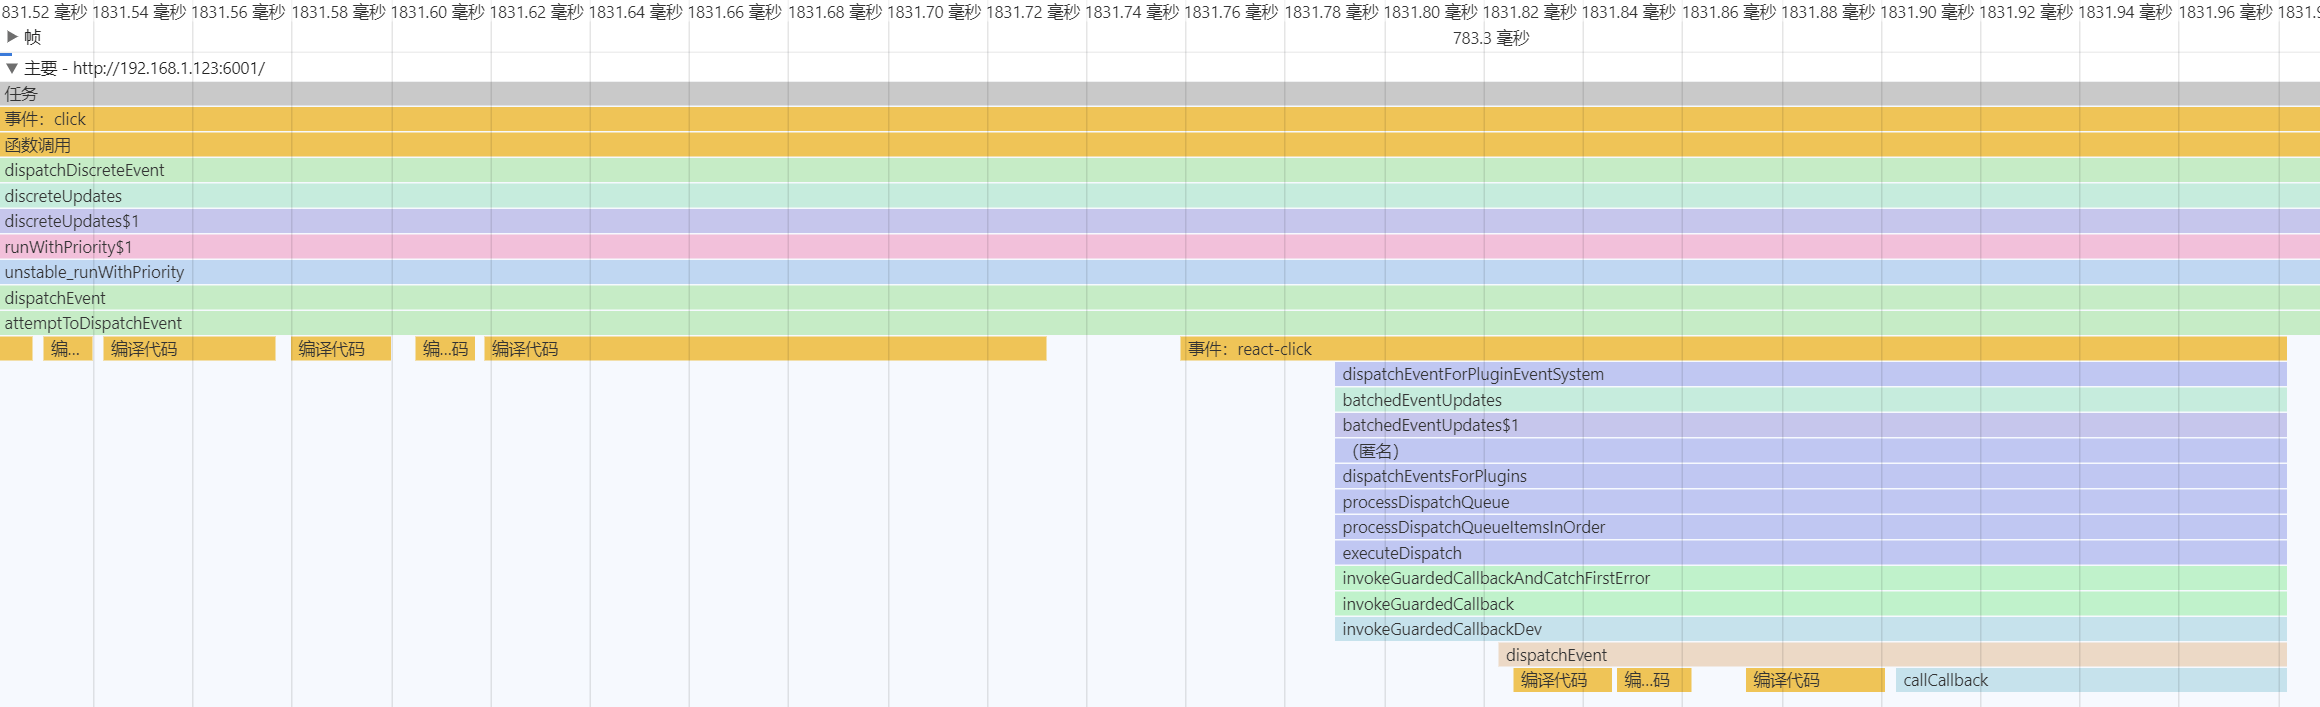 831.52 毫秒 1831.54 毫秒 1831.56 毫秒 1831.58 毫秒 1831.60 毫秒 1831.62 毫秒 1831.64 毫秒 1831.66 毫秒 1831.68 毫秒 1831.70 毫秒 1831.72 毫秒 1831.74 毫秒 1831.76 毫秒 1831.78 毫秒 1831.80 毫秒 1831.82 毫秒 1831.84 毫秒 1831.86 毫秒 1831.88 毫秒 1831.90 毫秒 1831.92 毫秒 1831.94 毫秒 1831.96 毫秒 1831.9
帧 783.3 毫秒
主要 - http://192.168.1.123:6001/
任务
事件：click
函数调用
dispatchDiscreteEvent
discreteUpdates
discreteUpdates$1
runWithPriority$1
unstable_runWithPriority
dispatchEvent
attemptToDispatchEvent
编... 编译代码 编译代码 编...码 编译代码 事件：react-click
dispatchEventForPluginEventSystem
batchedEventUpdates
batchedEventUpdates$1
（匿名）
dispatchEventsForPlugins
processDispatchQueue
processDispatchQueueItemsInOrder
executeDispatch
invokeGuardedCallbackAndCatchFirstError
invokeGuardedCallback
invokeGuardedCallbackDev
dispatchEvent
编译代码 编...码 编译代码 callCallback